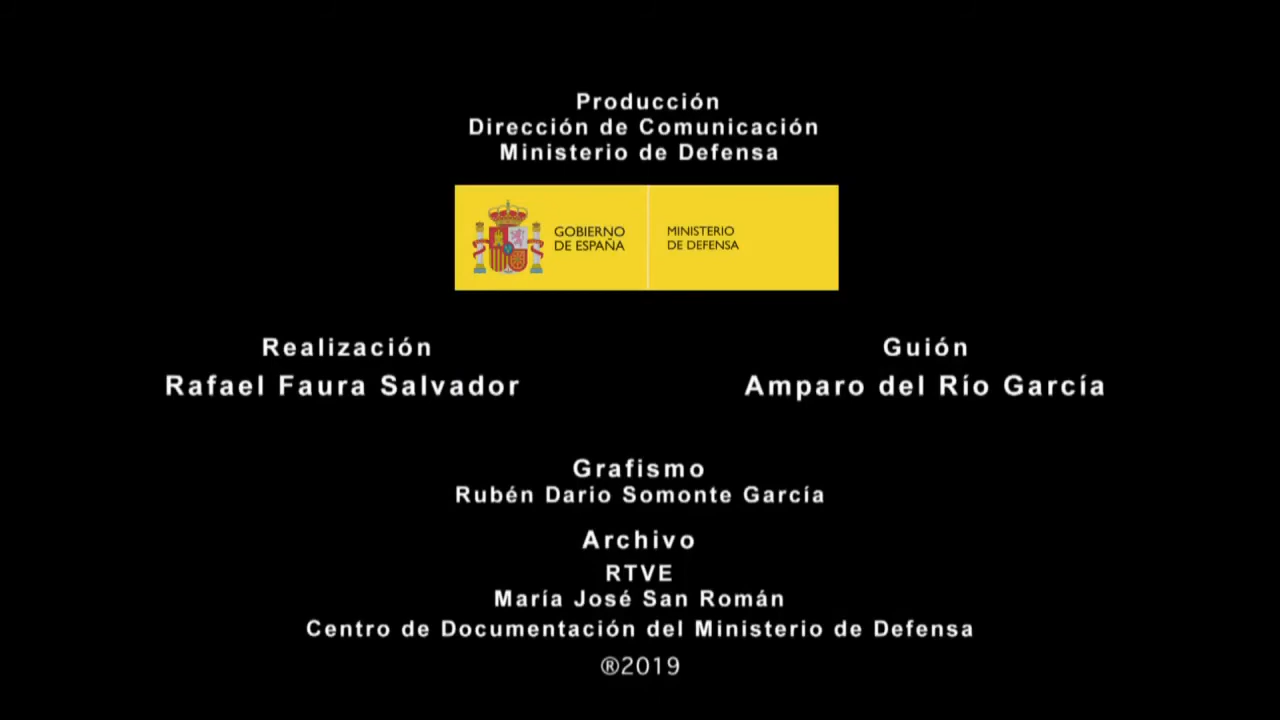 Producción
Dirección de Comunicación
Ministerio de Defensa
GOBIERNO
DE ESPAÑA
MINISTERIO
DE DEFENSA
Realización
Rafael Faura Salvador
Guión
Amparo del Río García
Grafismo
Rubén Dario Somonte García
Archivo
RTVE
María José San Román
Centro de Documentación del Ministerio de Defensa
®2019